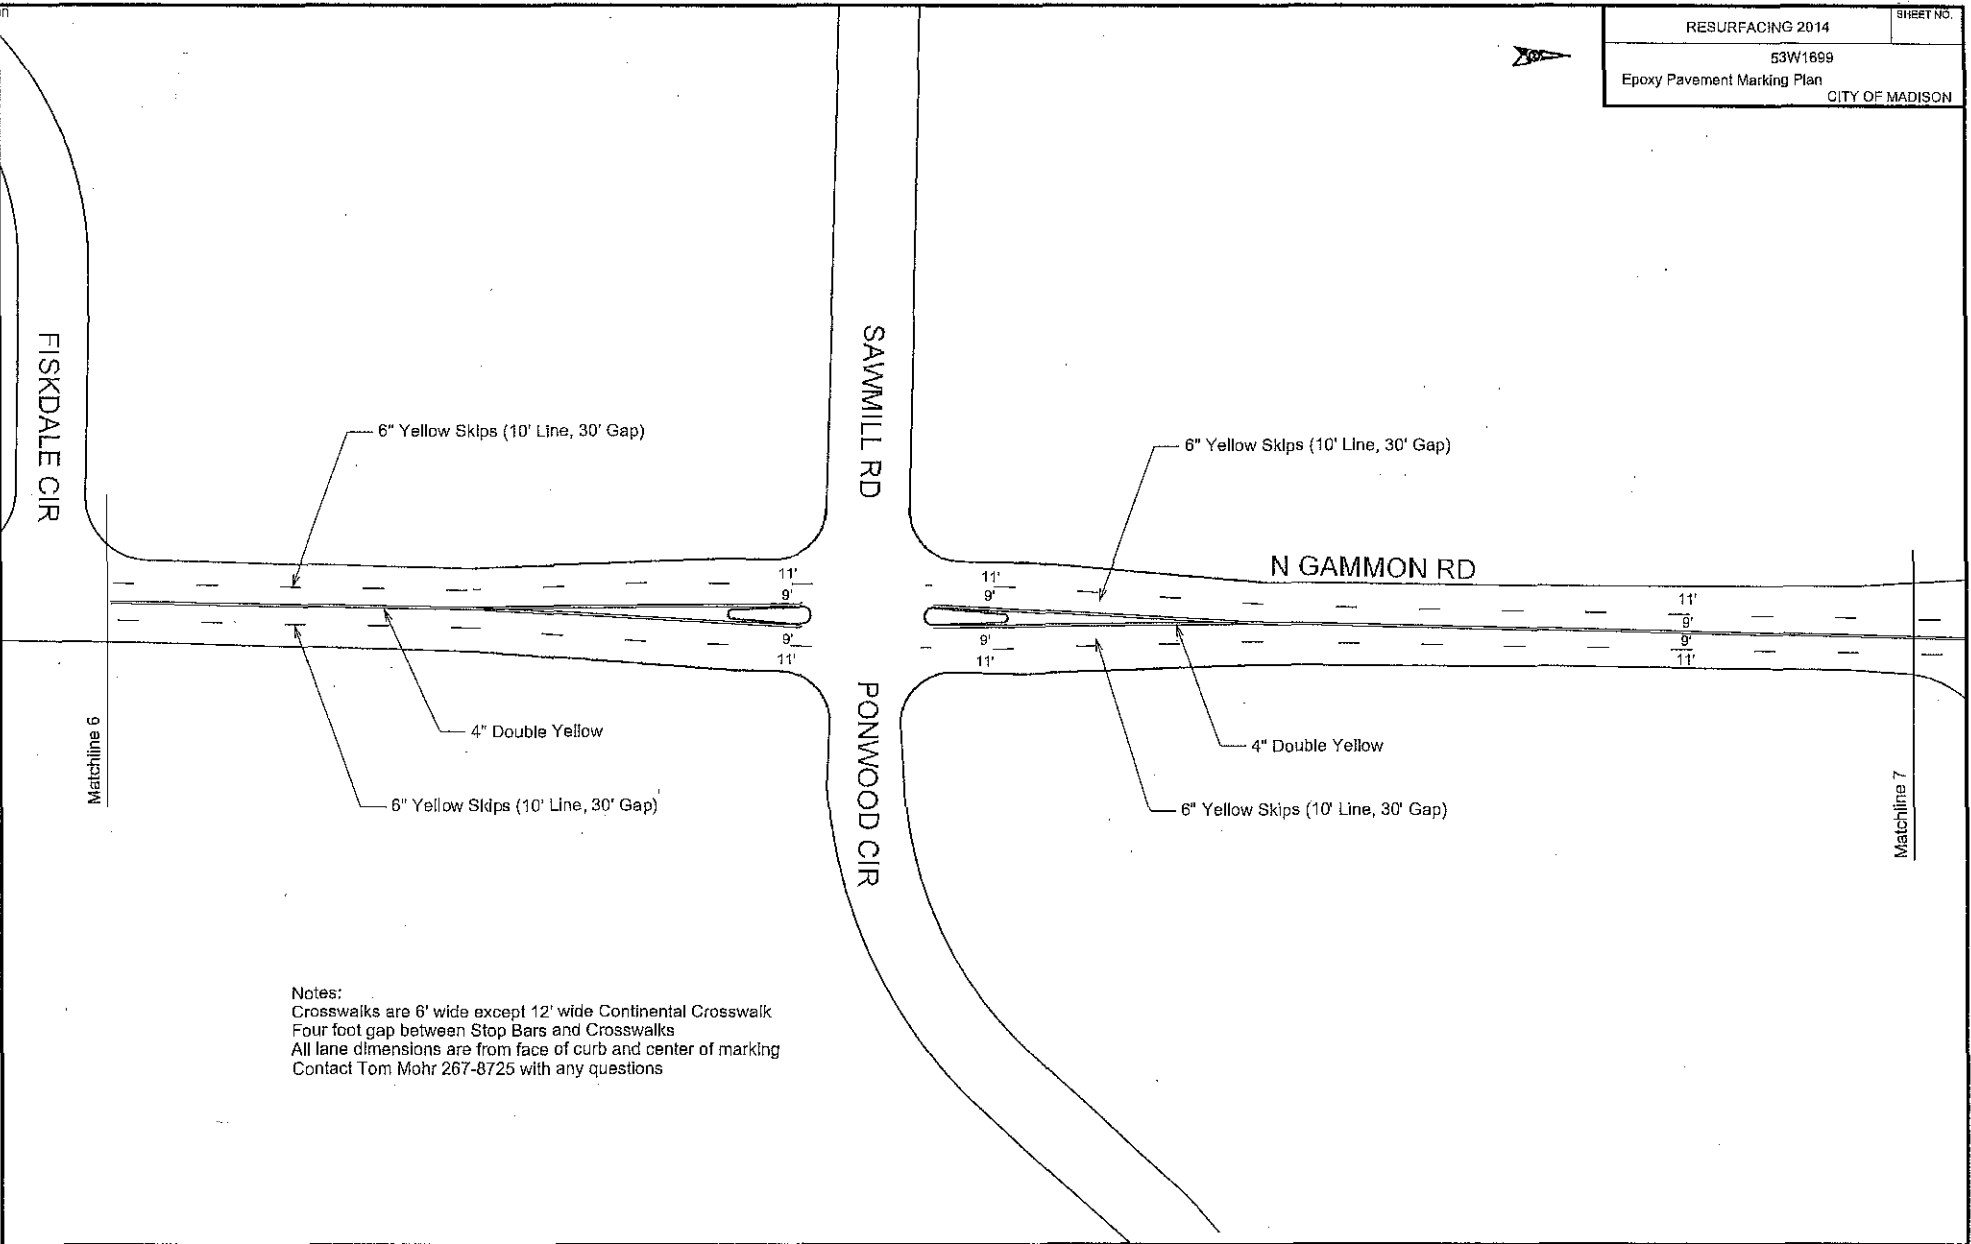 RESURFACING 2014
SHEET NO.
53W1699
Epoxy Pavement Marking Plan
CITY OF MADISON
FISKDALE CIR
SAWMILL RD
6" Yellow Skips (10' Line, 30' Gap)
6" Yellow Skips (10' Line, 30' Gap)
N GAMMON RD
11'
9'
9'
11'
11'
9'
9'
11'
11'
9'
9'
11'
Matchline 6
4" Double Yellow
6" Yellow Skips (10' Line, 30' Gap)
PONWOOD CIR
4" Double Yellow
6" Yellow Skips (10' Line, 30' Gap)
Matchline 7
Notes:
Crosswalks are 6' wide except 12' wide Continental Crosswalk
Four foot gap between Stop Bars and Crosswalks
All lane dimensions are from face of curb and center of marking
Contact Tom Mohr 267-8725 with any questions